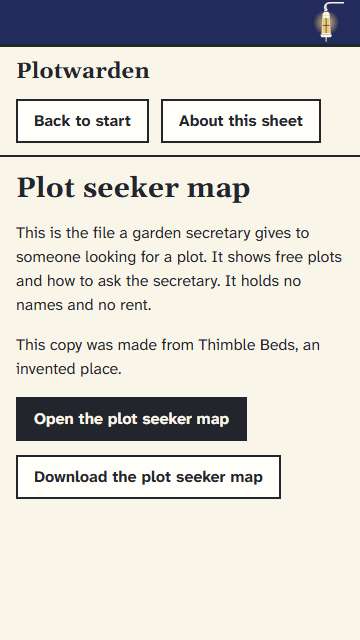 Plotwarden
Back to start
About this sheet
Plot seeker map
This is the file a garden secretary gives to
someone looking for a plot. It shows free plots
and how to ask the secretary. It holds no
names and no rent.
This copy was made from Thimble Beds, an
invented place.
Open the plot seeker map
Download the plot seeker map